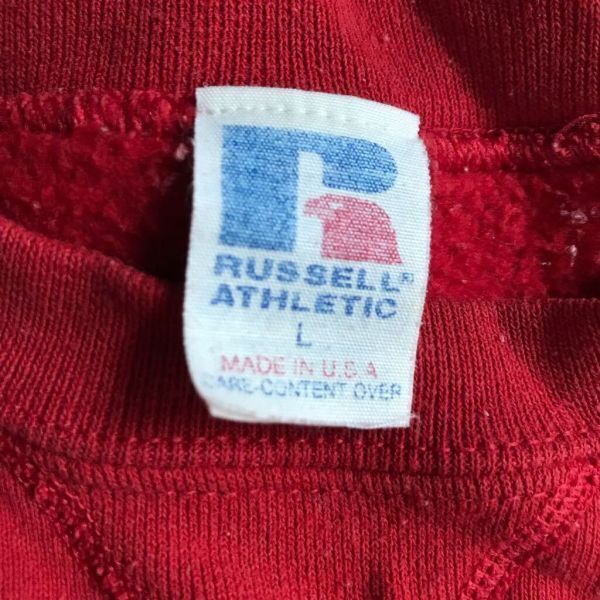 R
RUSSELL®
ATHLETIC
L
MADE IN U.S.A
CARE-CONTENT OVER